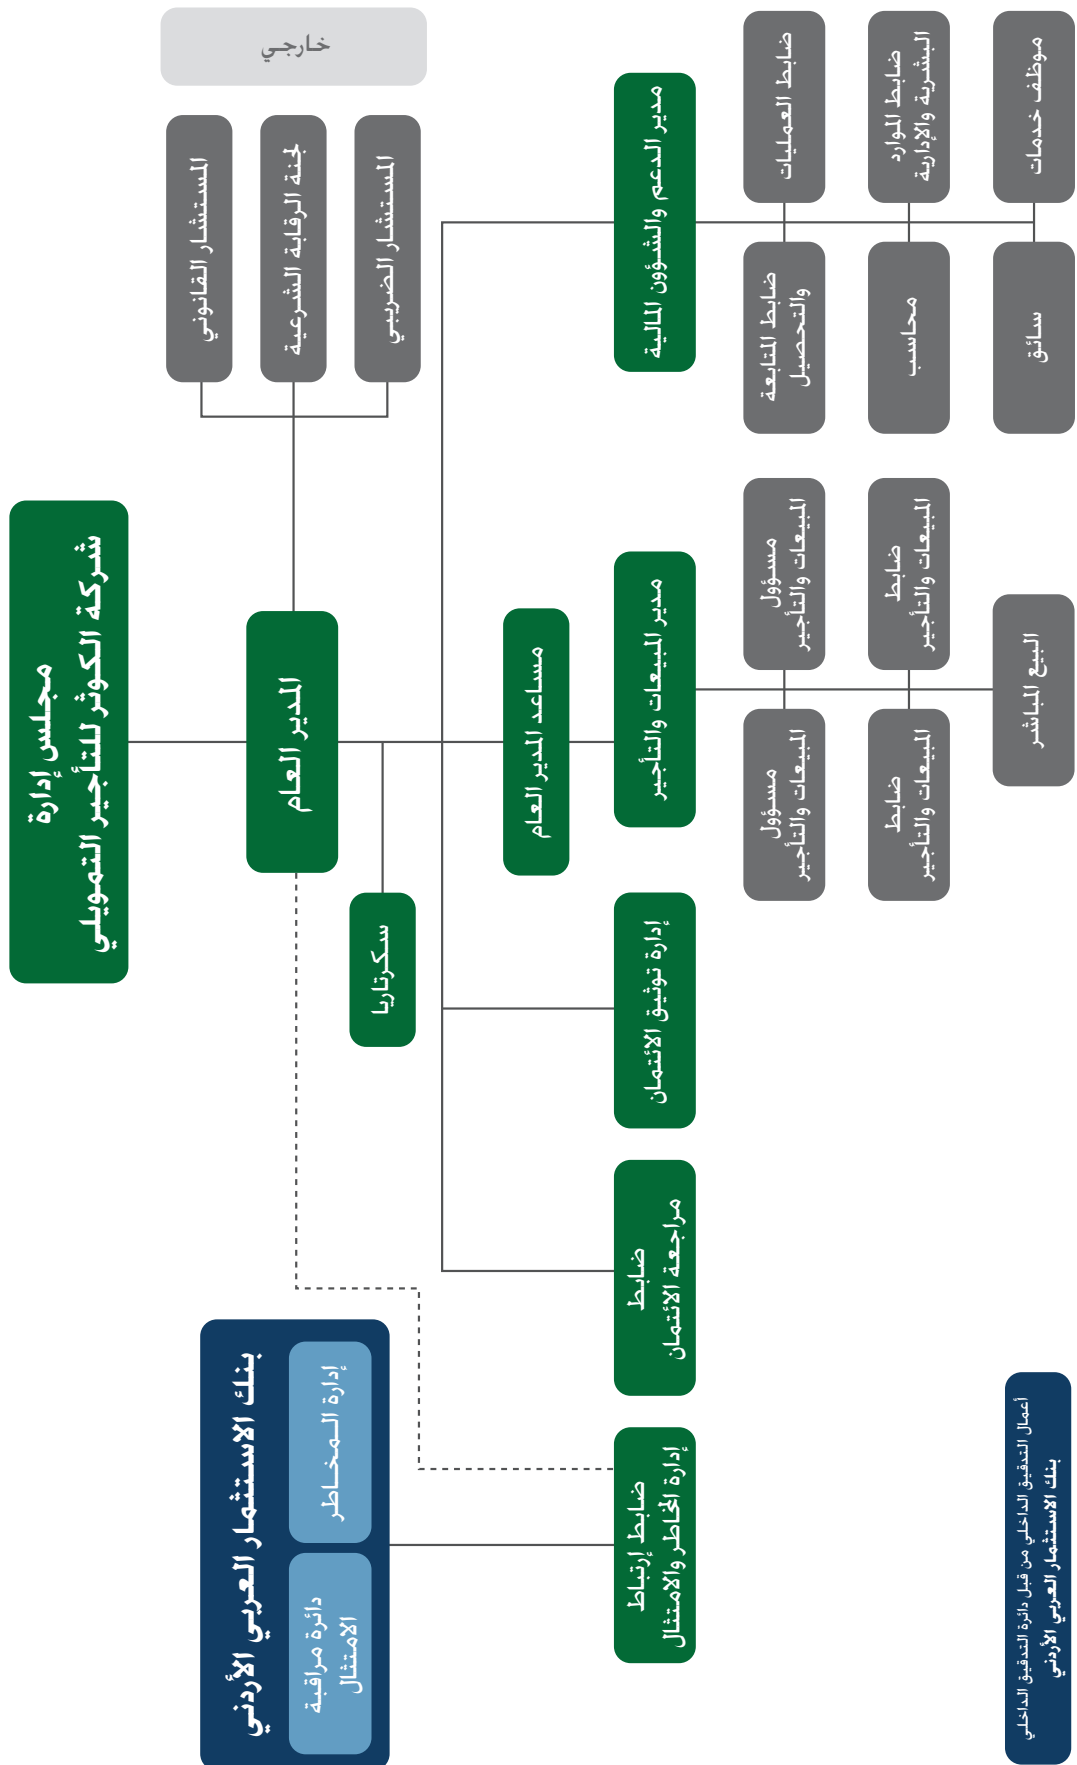 مجلس إدارة
شركة الكوثر للتأجير التمويلي
خارجي
المستشار القانوني
لجنة الرقابة الشرعية
المستشار الضريبي
المدير العام
سكرتاريا
مساعد المدير العام
بنك الاستثمار العربي الأردني
إدارة المخاطر
دائرة مراقبة
الامتثال
مدير الدعم والشؤون المالية
مدير المبيعات والتأجير
إدارة توثيق الائتمان
ضابط
مراجعة الائتمان
ضابط إرتباط
إدارة المخاطر والامتثال
ضابط العمليات
ضابط المتابعة
والتحصيل
ضابط الموارد
البشرية والإدارية
محاسب
موظف خدمات
سائق
مسؤول
المبيعات والتأجير
مسؤول
المبيعات والتأجير
ضابط
المبيعات والتأجير
ضابط
المبيعات والتأجير
البيع المباشر
أعمال التدقيق الداخلي من قبل دائرة التدقيق الداخلي
بنك الاستثمار العربي الأردني